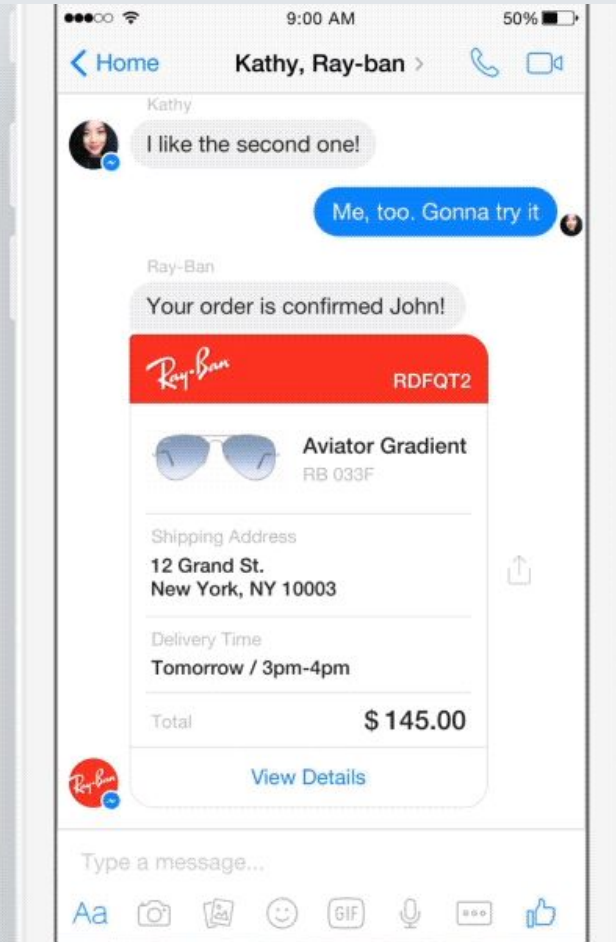 9:00 AM 50%
Home Kathy, Ray-ban >
Kathy
I like the second one!
Me, too. Gonna try it
Ray-Ban
Your order is confirmed John!
Ray-Ban RDFQT2
Aviator Gradient
RB 033F
Shipping Address
12 Grand St.
New York, NY 10003
Delivery Time
Tomorrow / 3pm-4pm
Total $145.00
View Details
Ray-Ban
Type a message...
Aa GIF